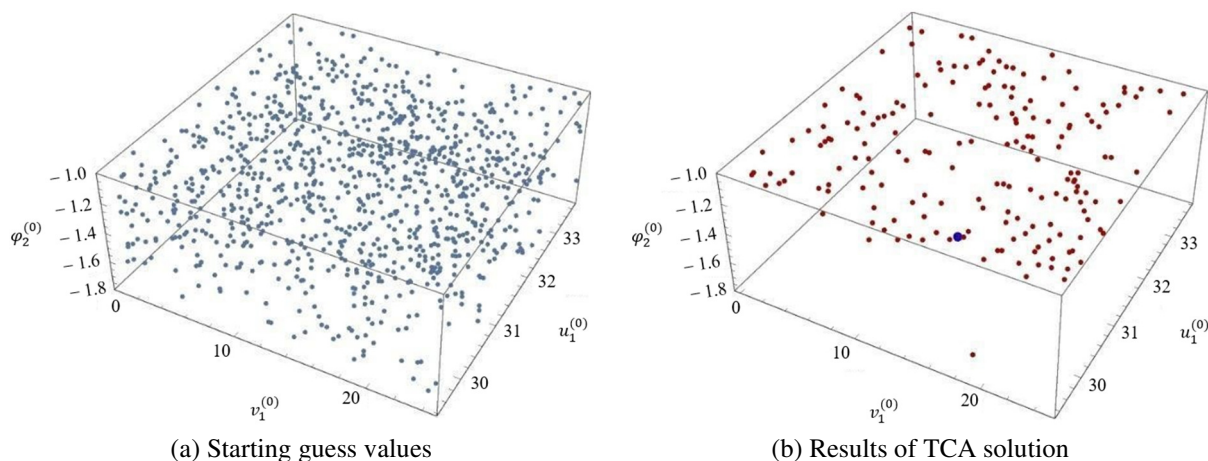 − 1.0
− 1.2
φ₂⁽⁰⁾ − 1.4
− 1.6
− 1.8
0
10
20
v₁⁽⁰⁾
30
31
32
33
u₁⁽⁰⁾
(a) Starting guess values
− 1.0
− 1.2
φ₂⁽⁰⁾ − 1.4
− 1.6
− 1.8
0
10
20
v₁⁽⁰⁾
30
31
32
33
u₁⁽⁰⁾
(b) Results of TCA solution